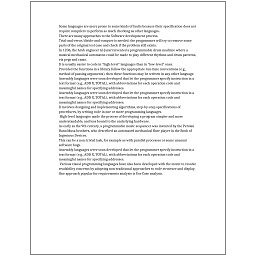 Some languages are more prone to some kinds of faults because their specification does not
require compilers to perform as much checking as other languages.
There are many approaches to the Software development process.
Trial-and-error/divide-and-conquer is needed: the programmer will try to remove some
parts of the original test case and check if the problem still exists.
In 1206, the Arab engineer Al-Jazari invented a programmable drum machine where a
musical mechanical automaton could be made to play different rhythms and drum patterns,
via pegs and cams.
It is usually easier to code in "high-level" languages than in "low-level" ones.
Provided the functions in a library follow the appropriate run-time conventions (e.g.,
method of passing arguments), then these functions may be written in any other language.
Assembly languages were soon developed that let the programmer specify instruction in a
text format (e.g., ADD X, TOTAL), with abbreviations for each operation code and
meaningful names for specifying addresses.
Assembly languages were soon developed that let the programmer specify instruction in a
text format (e.g., ADD X, TOTAL), with abbreviations for each operation code and
meaningful names for specifying addresses.
It involves designing and implementing algorithms, step-by-step specifications of
procedures, by writing code in one or more programming languages.
High-level languages made the process of developing a program simpler and more
understandable, and less bound to the underlying hardware.
As early as the 9th century, a programmable music sequencer was invented by the Persian
Banu Musa brothers, who described an automated mechanical flute player in the Book of
Ingenious Devices.
This can be a non-trivial task, for example as with parallel processes or some unusual
software bugs.
Assembly languages were soon developed that let the programmer specify instruction in a
text format (e.g., ADD X, TOTAL), with abbreviations for each operation code and
meaningful names for specifying addresses.
Various visual programming languages have also been developed with the intent to resolve
readability concerns by adopting non-traditional approaches to code structure and display.
One approach popular for requirements analysis is Use Case analysis.